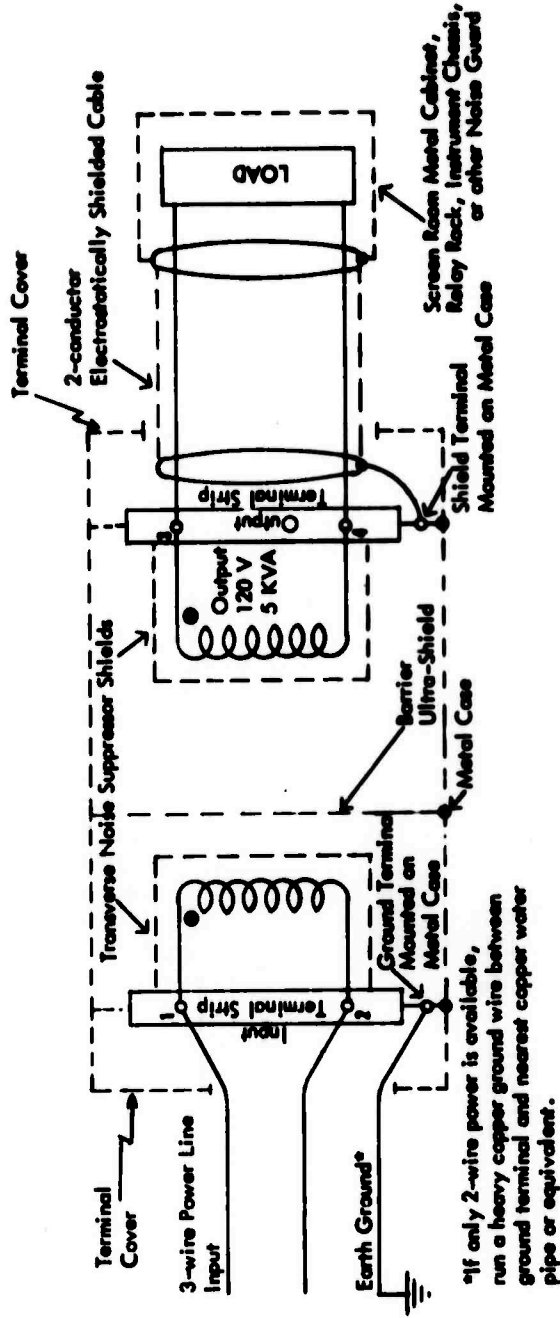 Terminal Cover
2-conductor
Electrostatically Shielded Cable
Transverse Noise Suppressor Shields
Terminal
Cover
3-wire Power Line
Input
Input
Terminal Strip
1
2
Output
120 V
5 KVA
Output
Terminal Strip
3
4
LOAD
Earth Ground*
Ground Terminal
Mounted on
Metal Case
Barrier
Ultra-Shield
Metal Case
Shield Terminal
Mounted on Metal Case
Screen Room Metal Cabinet,
Relay Rack, Instrument Chassis,
or other Noise Guard
*If only 2-wire power is available,
run a heavy copper ground wire between
ground terminal and nearest copper water
pipe or equivalent.